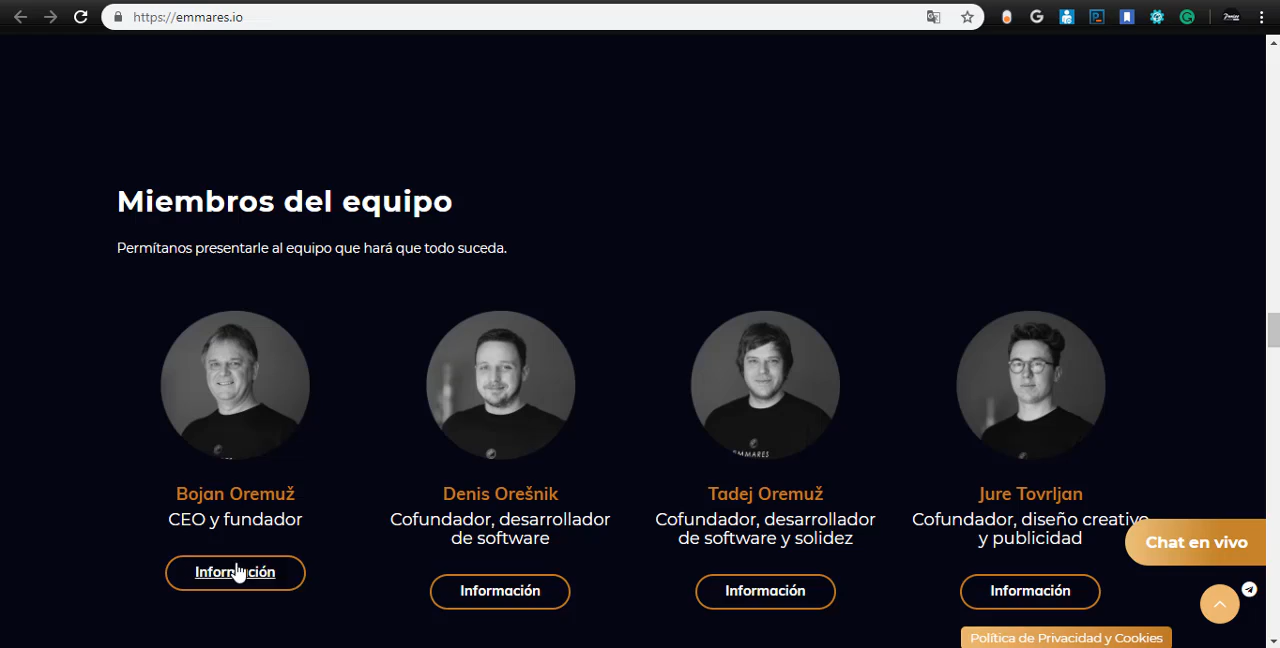 https://emmares.io
Miembros del equipo
Permítanos presentarle al equipo que hará que todo suceda.
EMMARES
Bojan Oremuž
CEO y fundador
Información
Denis Orešnik
Cofundador, desarrollador
de software
Información
Tadej Oremuž
Cofundador, desarrollador
de software y solidez
Información
Jure Tovrljan
Cofundador, diseño creativo
y publicidad
Información
Chat en vivo
Política de Privacidad y Cookies